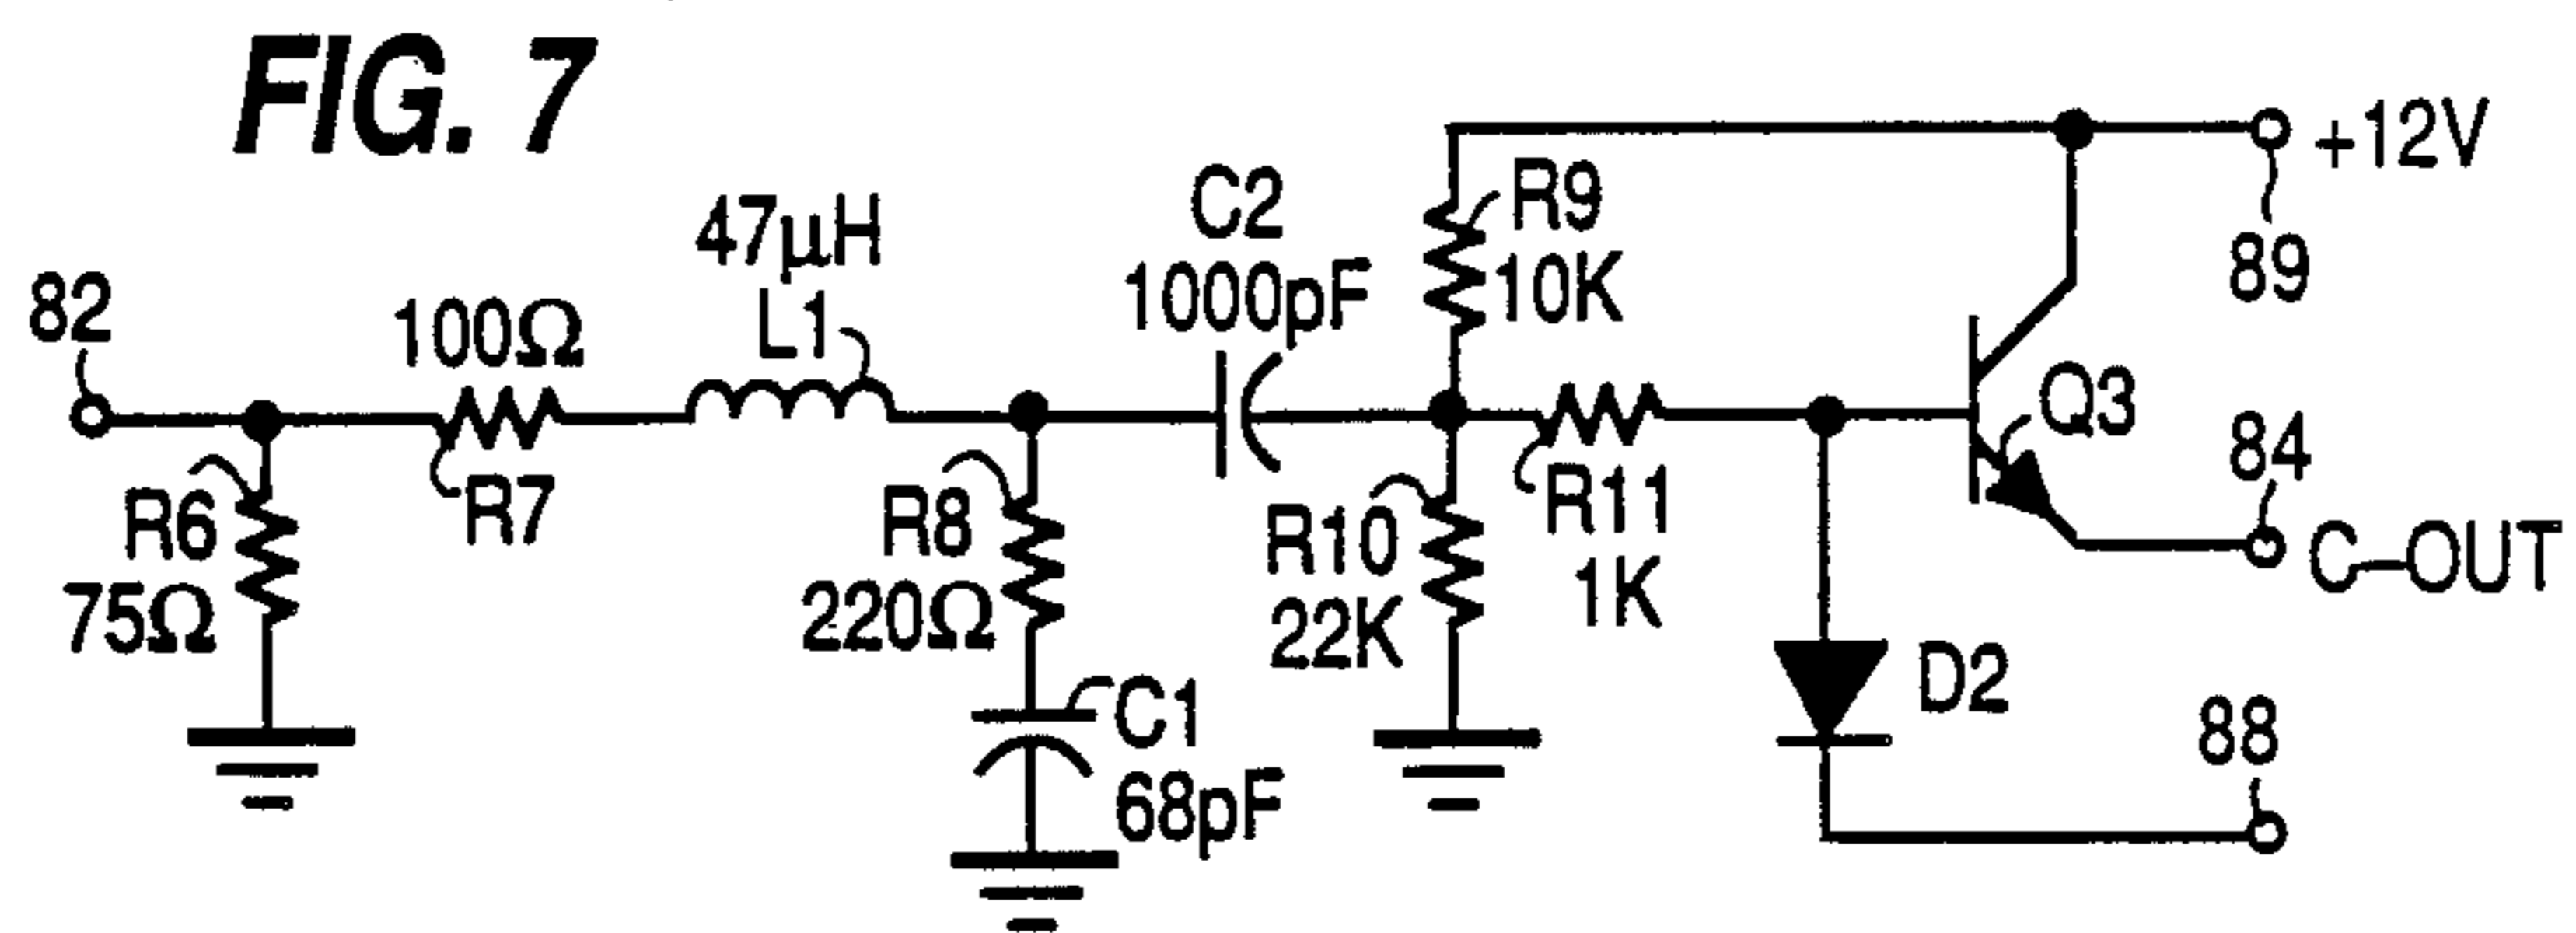 FIG. 7
+12V
89
C2
1000pF
R9
10K
47µH
L1
82
100Ω
R7
R6
75Ω
R8
220Ω
C1
68pF
R10
22K
R11
1K
Q3
84
C-OUT
D2
88